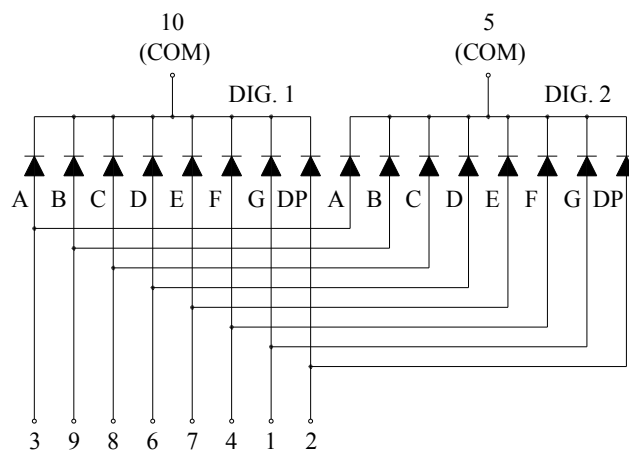 10 5
(COM) (COM)
DIG. 1 DIG. 2
A B C D E F G DP A B C D E F G DP
3 9 8 6 7 4 1 2